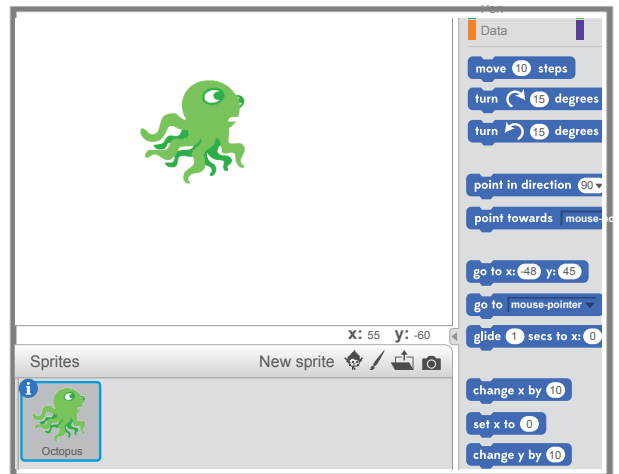 Data
move 10 steps
turn 15 degrees
turn 15 degrees
point in direction 90
point towards mouse-po
go to x: -48 y: 45
go to mouse-pointer
glide 1 secs to x: 0
change x by 10
set x to 0
change y by 10
x: 55 y: -60
Sprites New sprite
i
Octopus